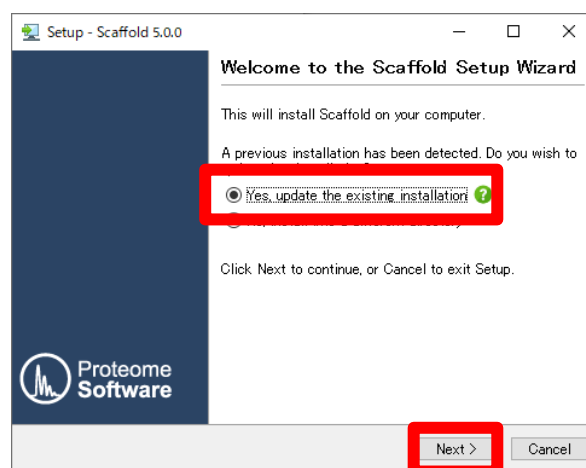 Setup - Scaffold 5.0.0
Welcome to the Scaffold Setup Wizard
This will install Scaffold on your computer.
A previous installation has been detected. Do you wish to
Yes, update the existing installation
Click Next to continue, or Cancel to exit Setup.
Proteome
Software
Next >
Cancel